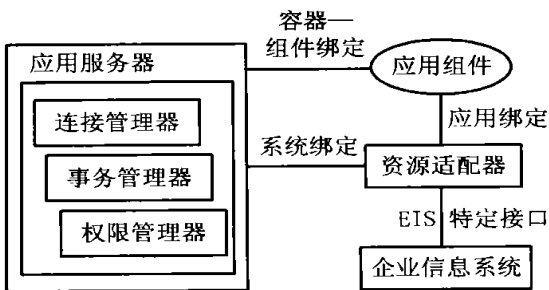 容器—
组件绑定
应用服务器
应用组件
连接管理器
应用绑定
系统绑定
资源适配器
事务管理器
权限管理器
EIS 特定接口
企业信息系统